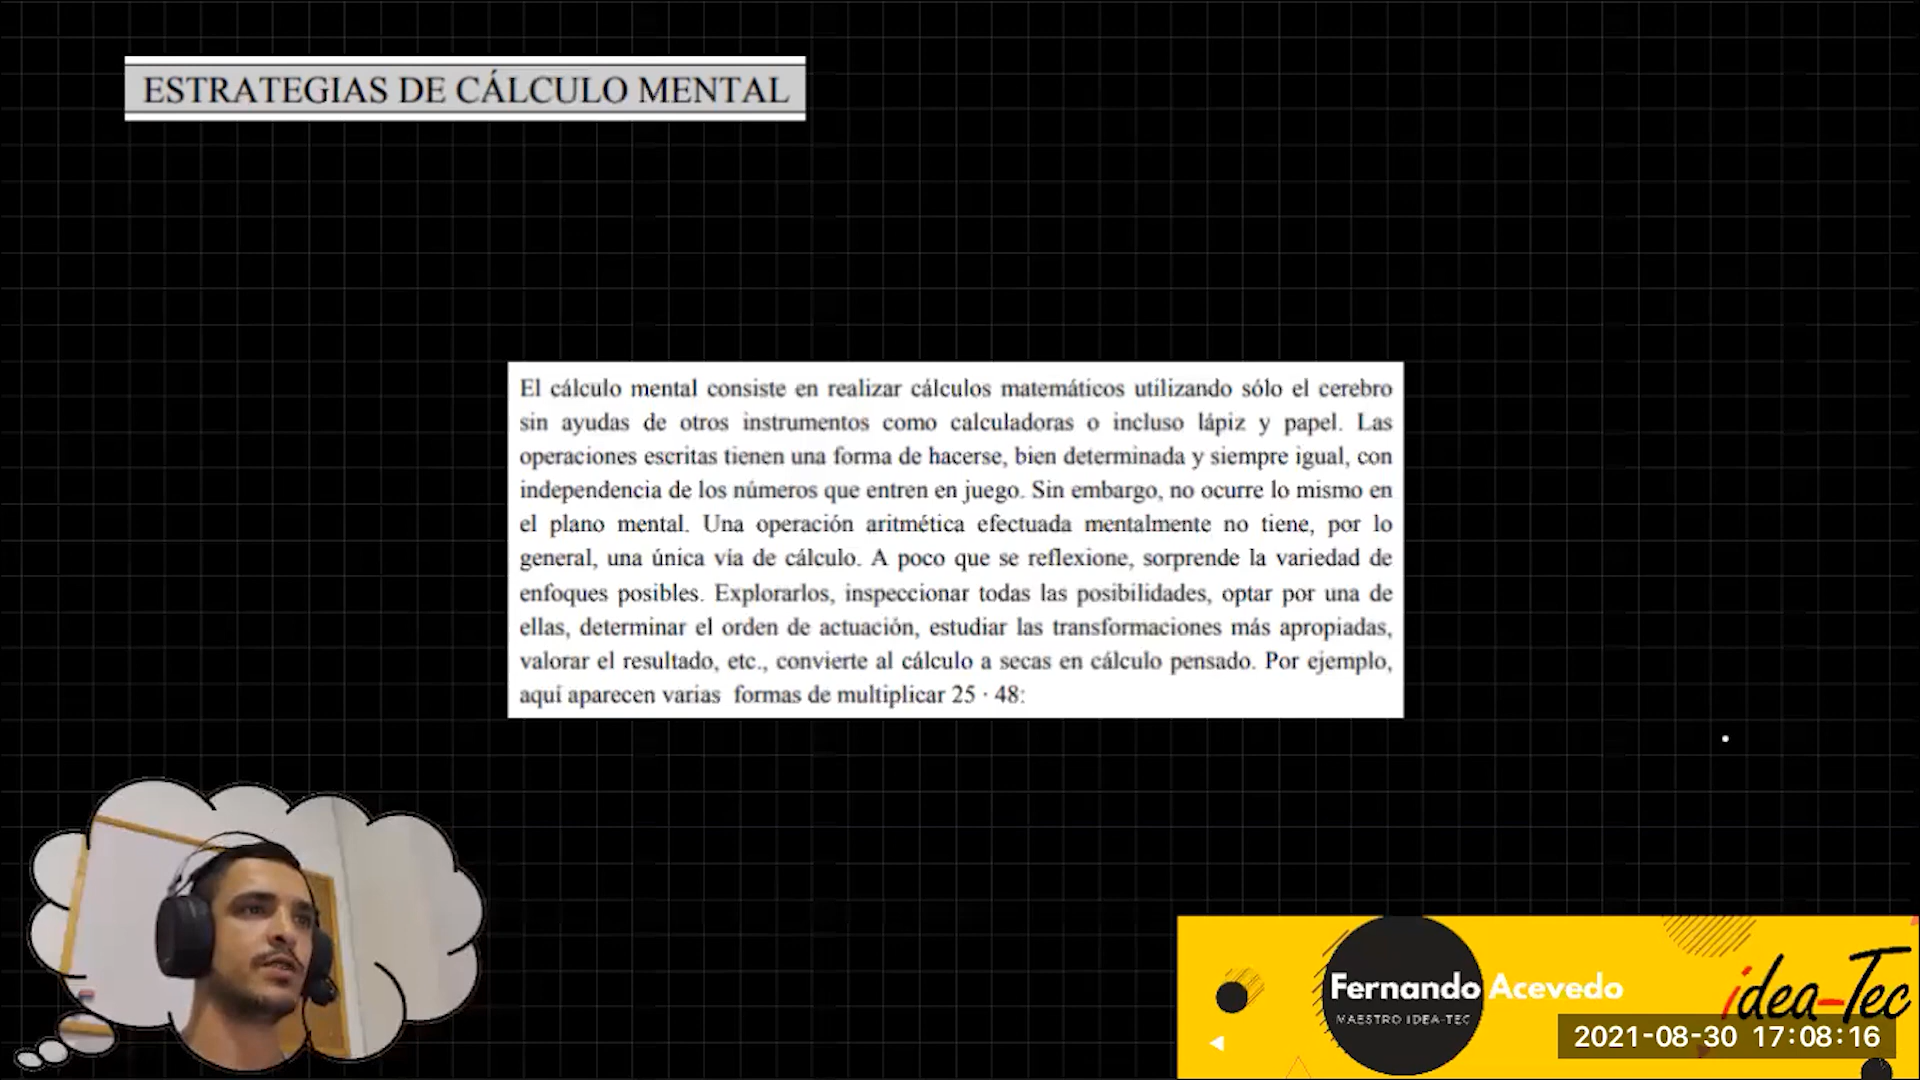 ESTRATEGIAS DE CÁLCULO MENTAL
El cálculo mental consiste en realizar cálculos matemáticos utilizando sólo el cerebro
sin ayudas de otros instrumentos como calculadoras o incluso lápiz y papel. Las
operaciones escritas tienen una forma de hacerse, bien determinada y siempre igual, con
independencia de los números que entren en juego. Sin embargo, no ocurre lo mismo en
el plano mental. Una operación aritmética efectuada mentalmente no tiene, por lo
general, una única vía de cálculo. A poco que se reflexione, sorprende la variedad de
enfoques posibles. Explorarlos, inspeccionar todas las posibilidades, optar por una de
ellas, determinar el orden de actuación, estudiar las transformaciones más apropiadas,
valorar el resultado, etc., convierte al cálculo a secas en cálculo pensado. Por ejemplo,
aquí aparecen varias formas de multiplicar 25 · 48:
Fernando Acevedo
MAESTRO IDEA-TEC
idea-Tec
2021-08-30 17:08:16